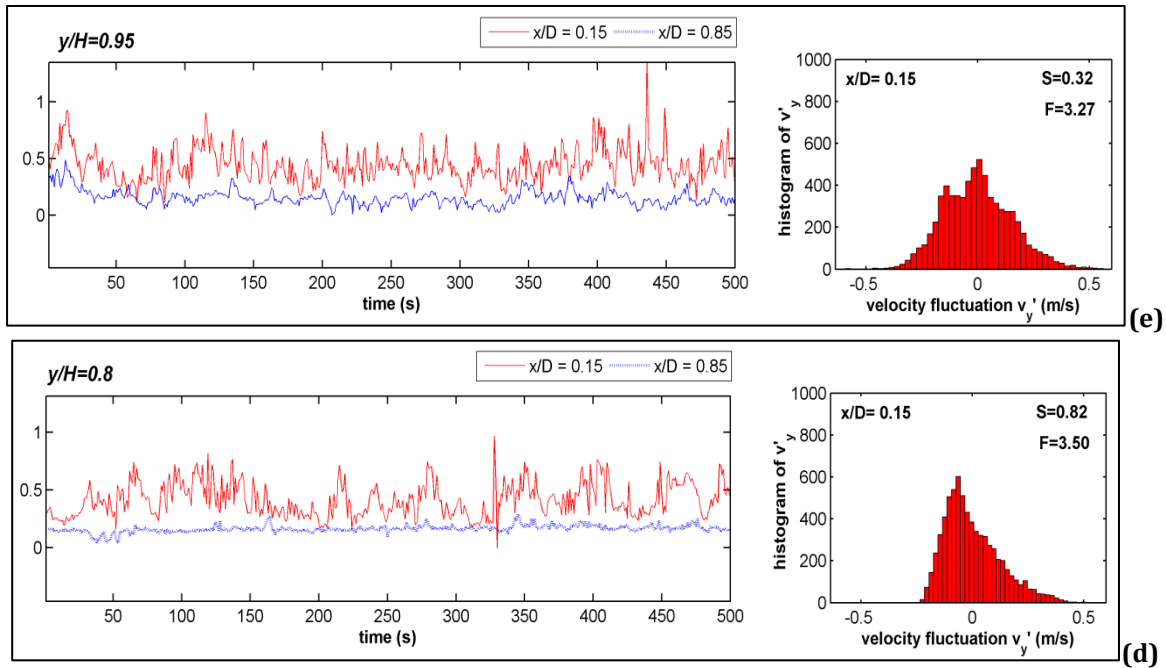 y/H=0.95
x/D = 0.15 x/D = 0.85
1
0.5
0
50 100 150 200 250 300 350 400 450 500
time (s)
1000
800
600
400
200
0
x/D= 0.15 S=0.32
F=3.27
histogram of v'y
-0.5 0 0.5
velocity fluctuation vy' (m/s)
(e)
y/H=0.8
x/D = 0.15 x/D = 0.85
1
0.5
0
50 100 150 200 250 300 350 400 450 500
time (s)
1000
800
600
400
200
0
x/D= 0.15 S=0.82
F=3.50
histogram of v'y
-0.5 0 0.5
velocity fluctuation vy' (m/s)
(d)